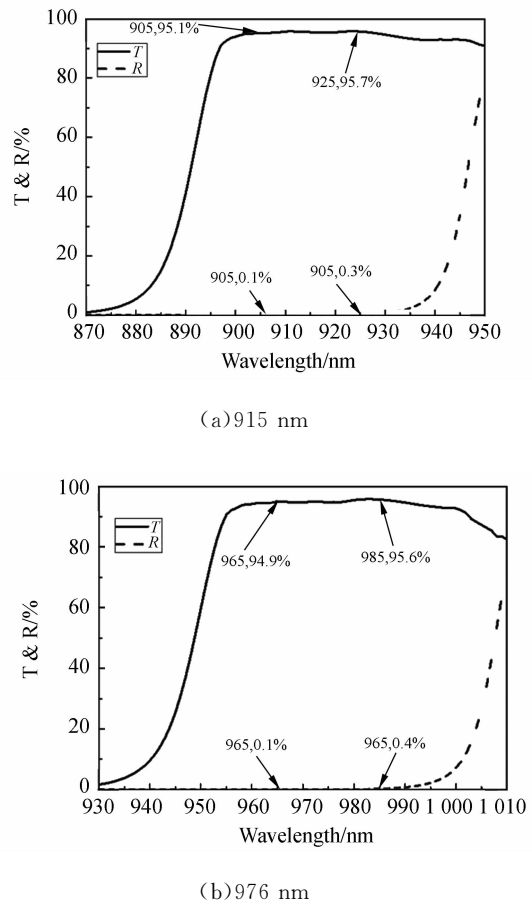 100
905,95.1%
T
R
80
925,95.7%
T & R/%
60
40
20
905,0.1%
905,0.3%
0
870 880 890 900 910 920 930 940 950
Wavelength/nm
(a)915 nm
100
T
R
80
965,94.9%
985,95.6%
T & R/%
60
40
20
965,0.1%
965,0.4%
0
930 940 950 960 970 980 990 1 000 1 010
Wavelength/nm
(b)976 nm